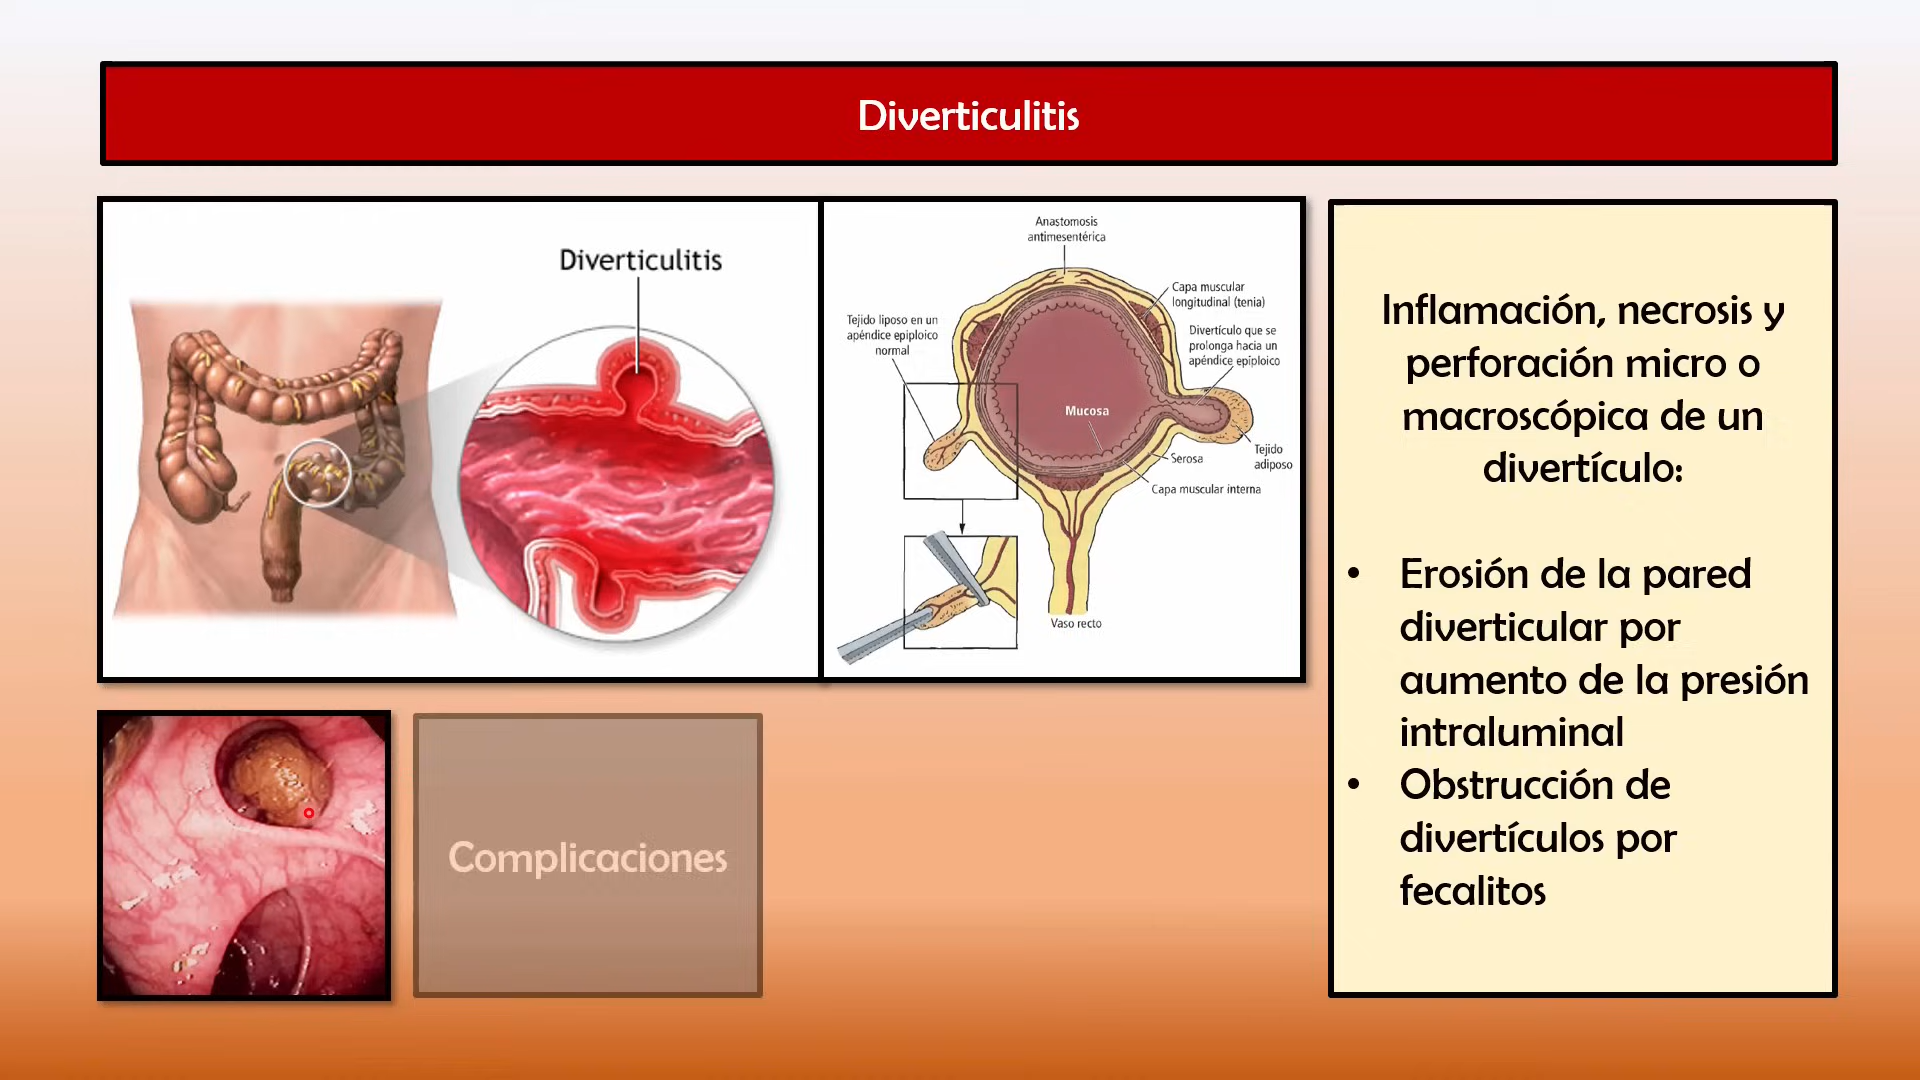 Diverticulitis
Diverticulitis
Anastomosis
antimesentérica
Capa muscular
longitudinal (tenia)
Tejido liposo en un
apéndice epiploico
normal
Divertículo que se
prolonga hacia un
apéndice epiploico
Mucosa
Tejido
adiposo
Serosa
Capa muscular interna
Vaso recto
Inflamación, necrosis y
perforación micro o
macroscópica de un
divertículo:
• Erosión de la pared
diverticular por
aumento de la presión
intraluminal
• Obstrucción de
divertículos por
fecalitos
Complicaciones